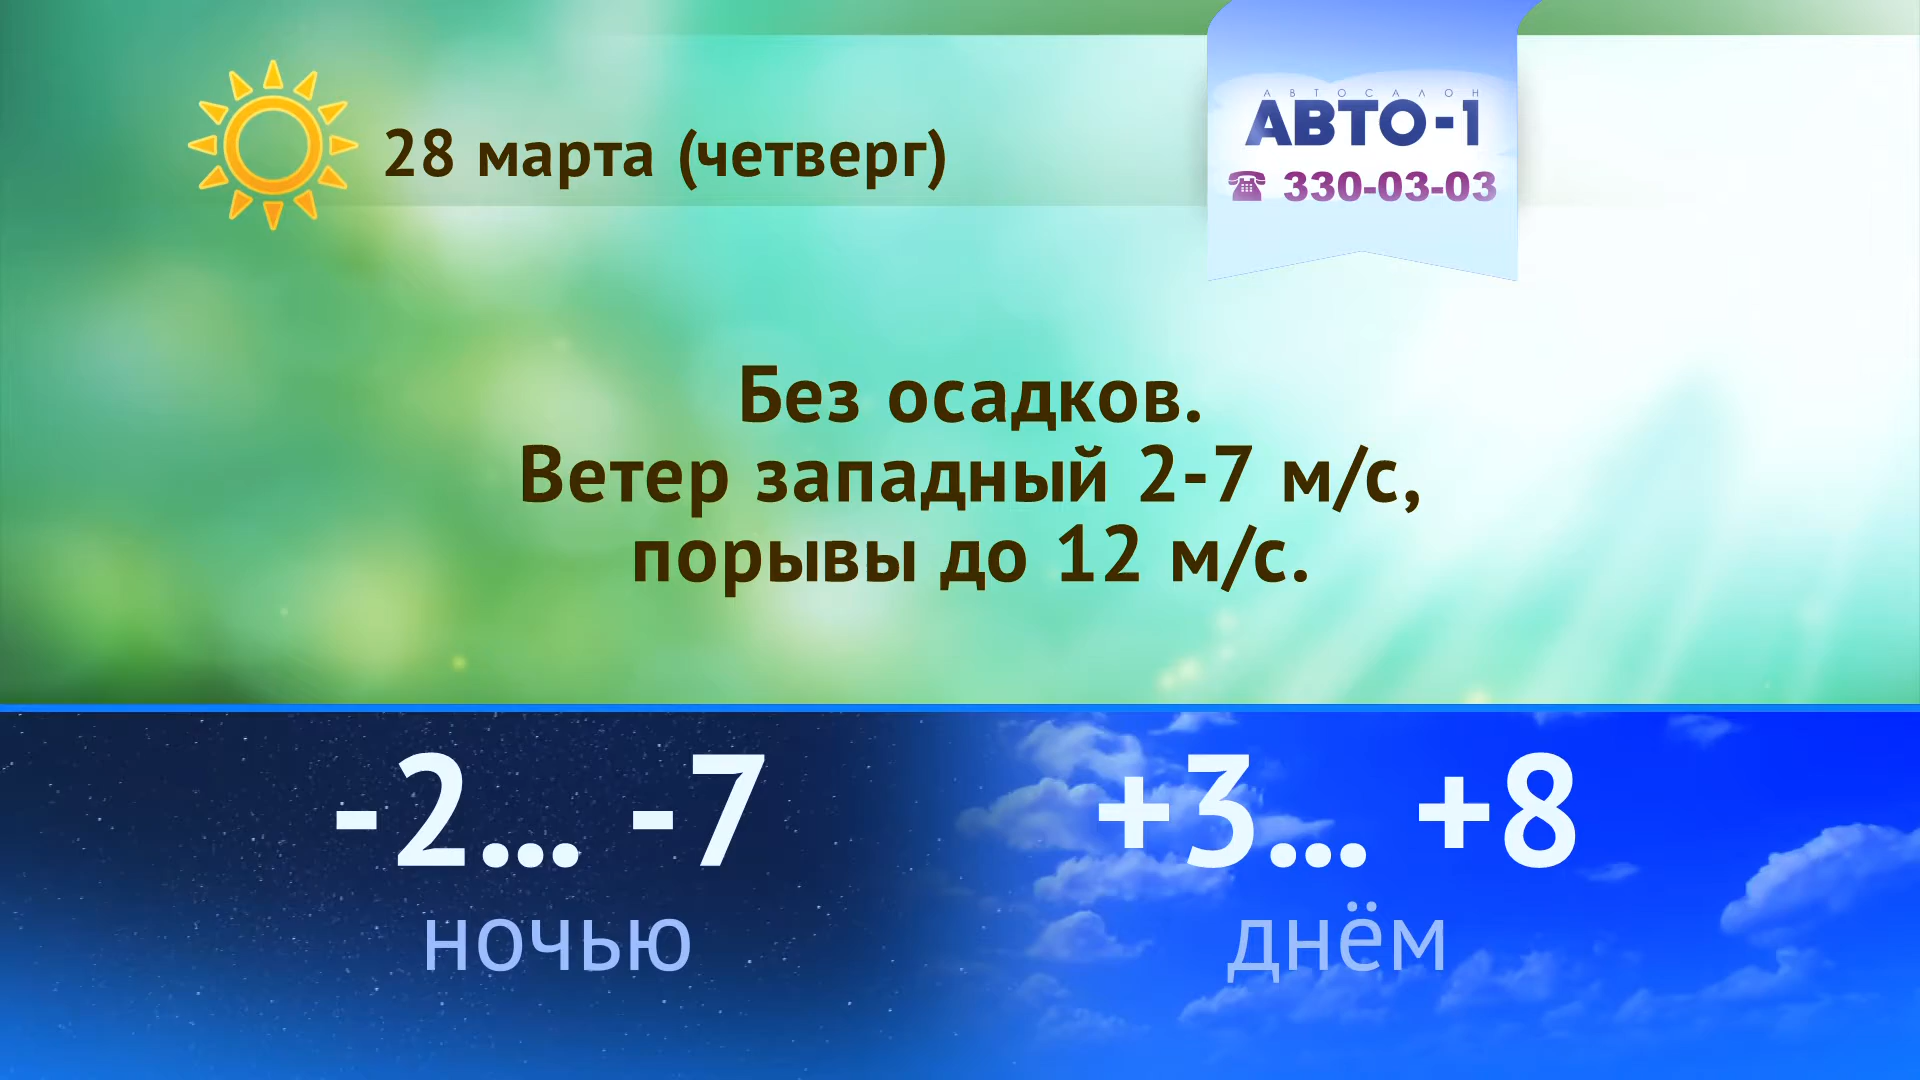 28 марта (четверг)
АВТОСАЛОН
АВТО-1
☎ 330-03-03
Без осадков.
Ветер западный 2-7 м/с,
порывы до 12 м/с.
-2... -7
ночью
+3... +8
днём